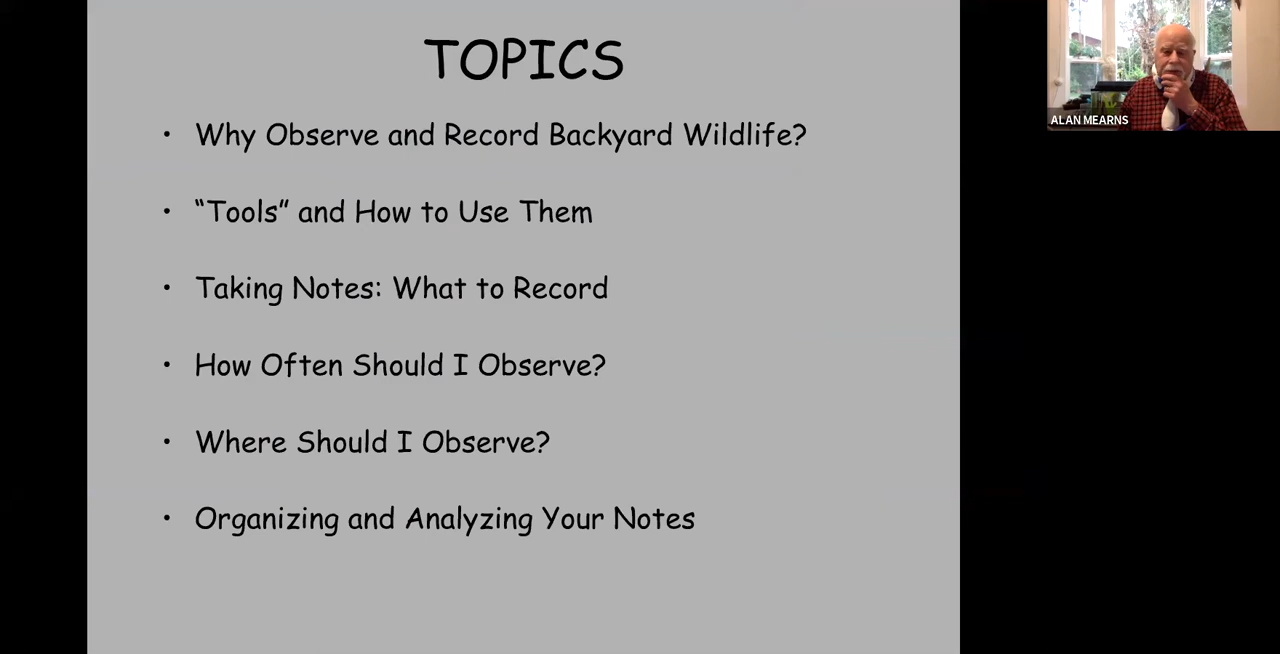 TOPICS
• Why Observe and Record Backyard Wildlife?
• “Tools” and How to Use Them
• Taking Notes: What to Record
• How Often Should I Observe?
• Where Should I Observe?
• Organizing and Analyzing Your Notes
ALAN MEARNS